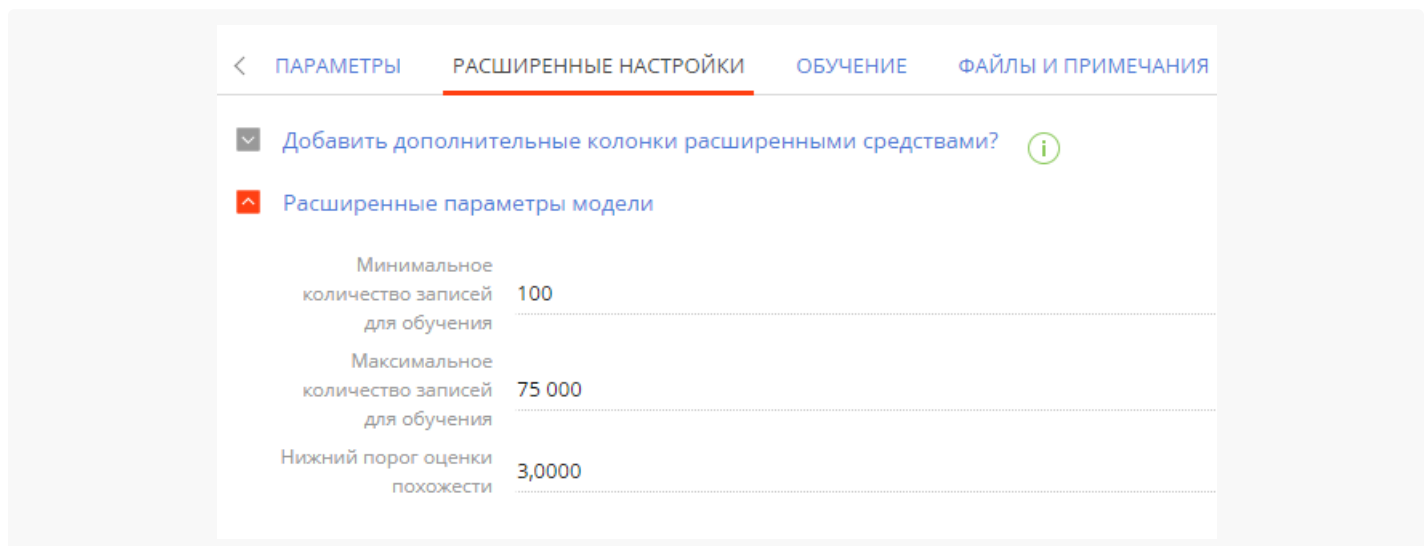 ПАРАМЕТРЫ РАСШИРЕННЫЕ НАСТРОЙКИ ОБУЧЕНИЕ ФАЙЛЫ И ПРИМЕЧАНИЯ
Добавить дополнительные колонки расширенными средствами? i
Расширенные параметры модели
Минимальное
количество записей 100
для обучения
Максимальное
количество записей 75 000
для обучения
Нижний порог оценки
похожести 3,0000